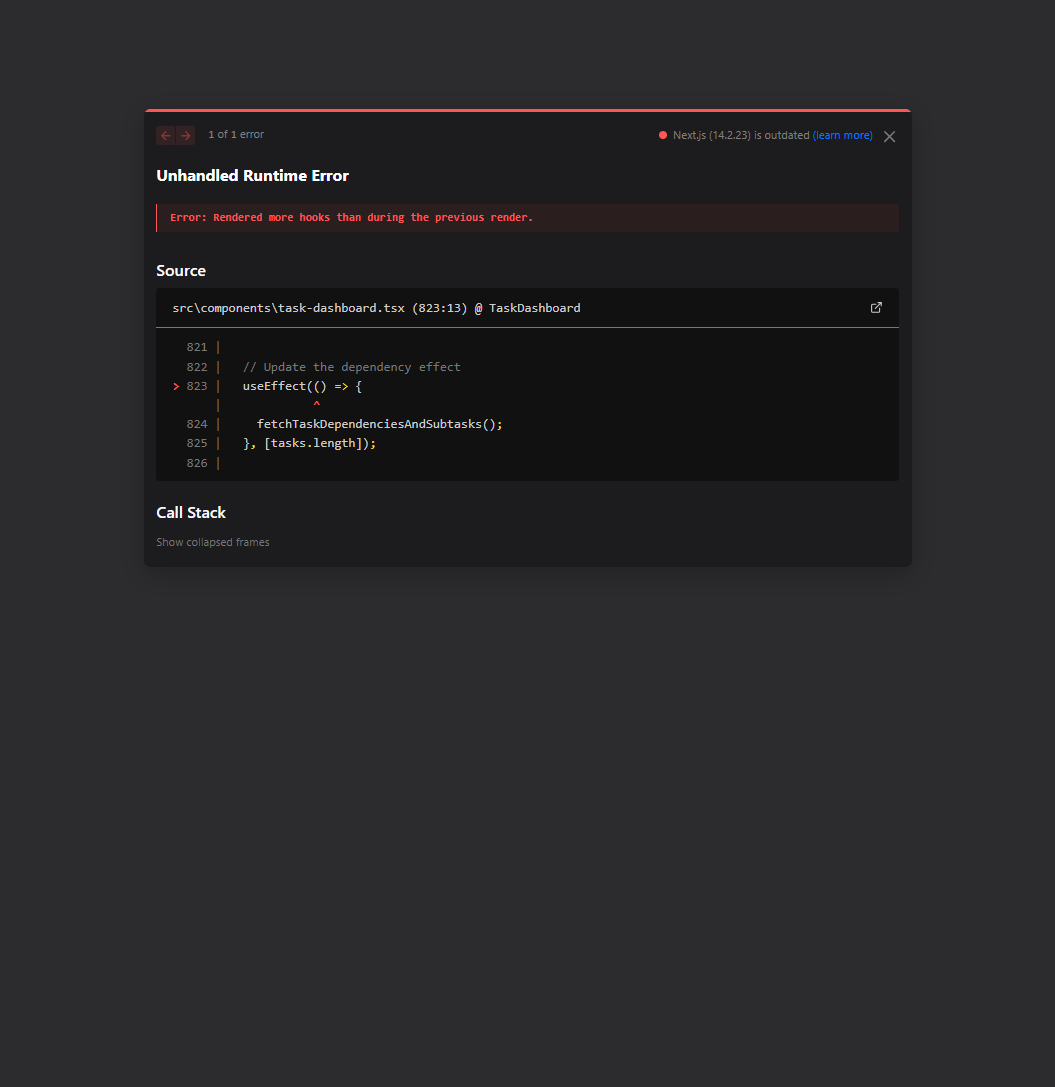 1 of 1 error
Next.js (14.2.23) is outdated (learn more)
Unhandled Runtime Error
Error: Rendered more hooks than during the previous render.
Source
src\components\task-dashboard.tsx (823:13) @ TaskDashboard
821 |
822 |   // Update the dependency effect
> 823 |   useEffect(() => {
|             ^
824 |     fetchTaskDependenciesAndSubtasks();
825 |   }, [tasks.length]);
826 |
Call Stack
Show collapsed frames